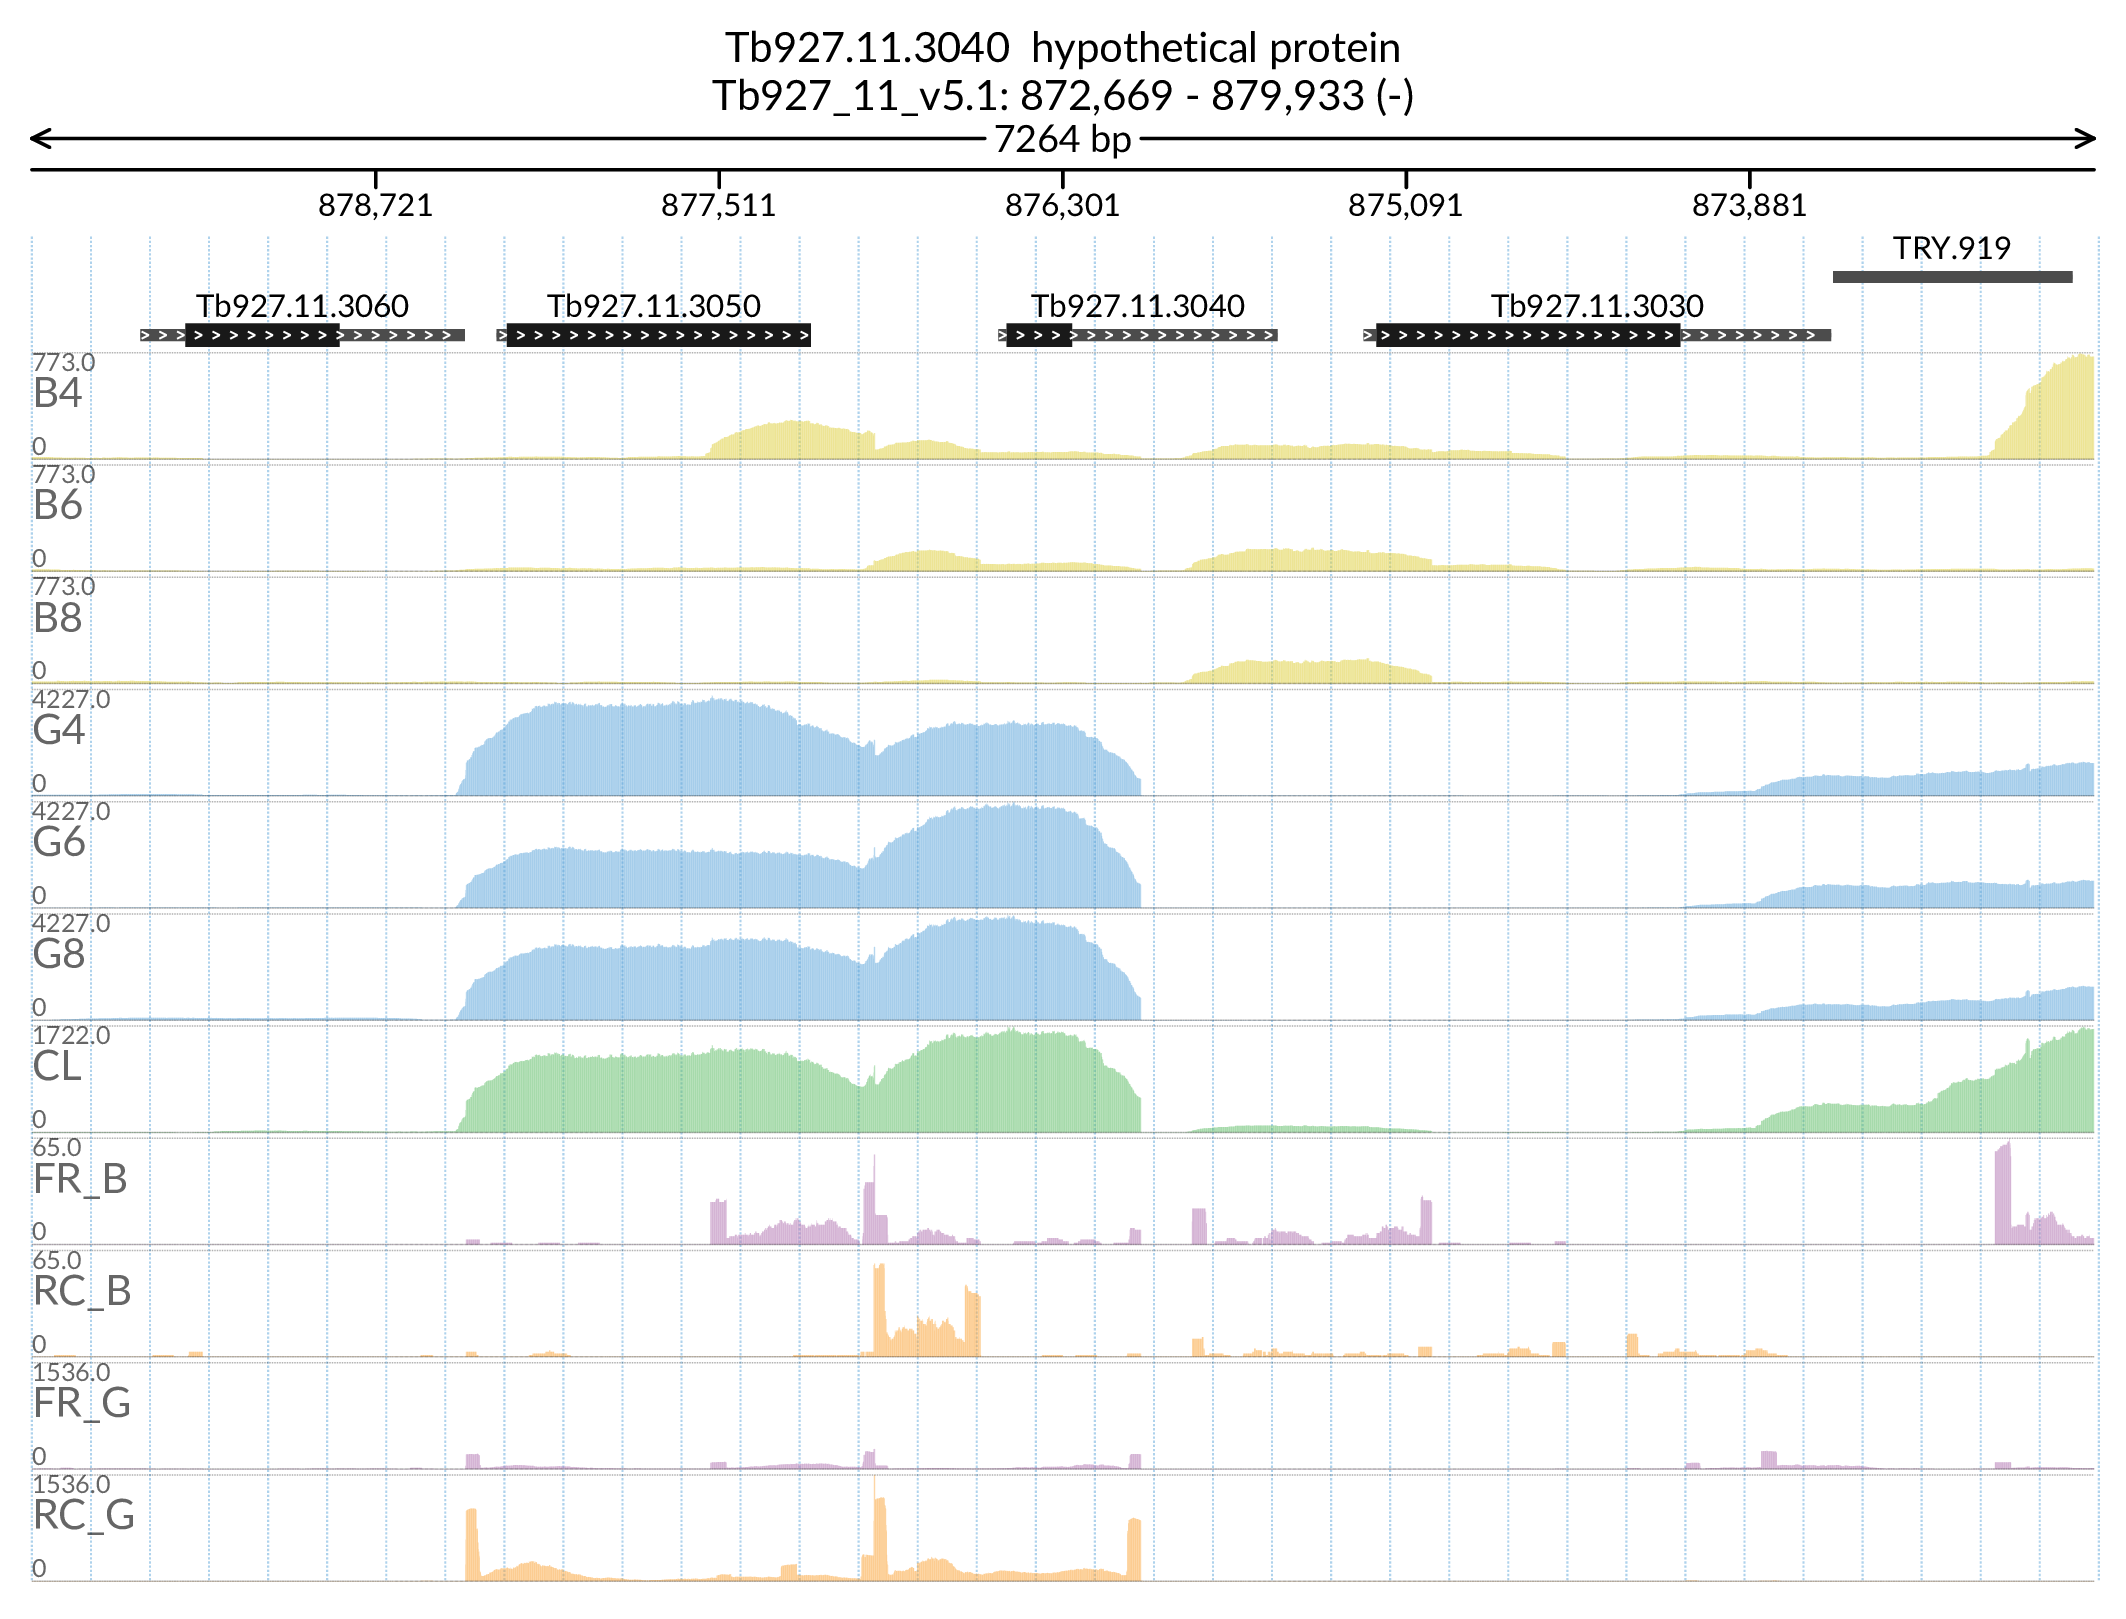 Tb927.11.3040 hypothetical protein
Tb927_11_v5.1: 872,669 - 879,933 (-)
7264 bp
878,721 877,511 876,301 875,091 873,881
TRY.919
Tb927.11.3060 Tb927.11.3050 Tb927.11.3040 Tb927.11.3030
773.0
B4
0
773.0
B6
0
773.0
B8
0
4227.0
G4
0
4227.0
G6
0
4227.0
G8
0
1722.0
CL
0
65.0
FR_B
0
65.0
RC_B
0
1536.0
FR_G
0
1536.0
RC_G
0